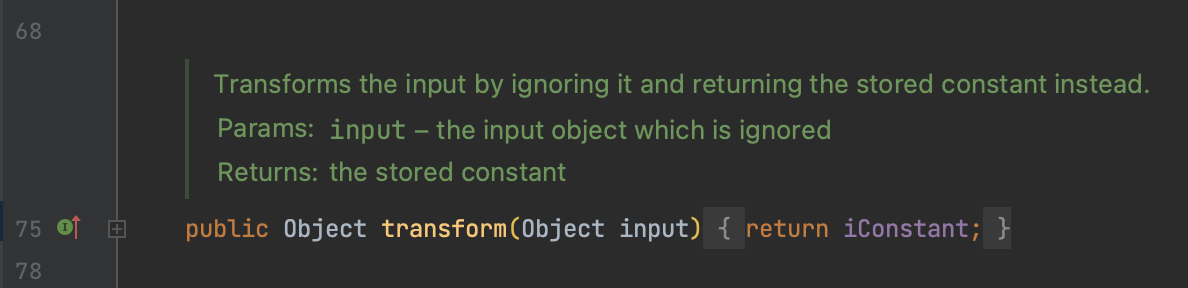 68
Transforms the input by ignoring it and returning the stored constant instead.
Params: input – the input object which is ignored
Returns: the stored constant
75 I public Object transform(Object input) { return iConstant; }
78